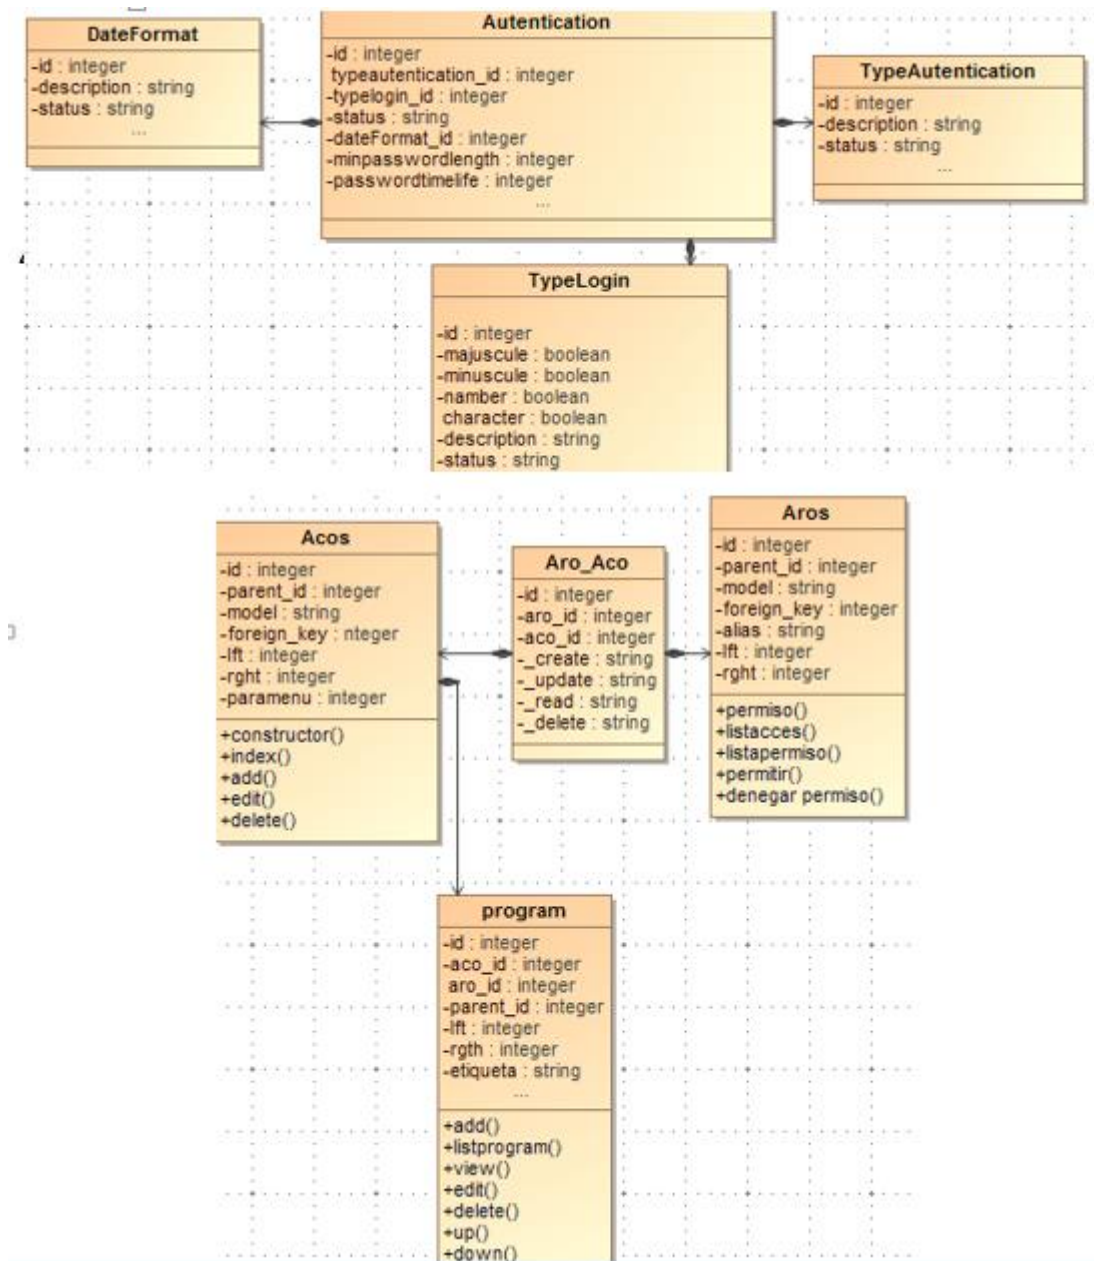 DateFormat
-id : integer
-description : string
-status : string
...
Autentication
-id : integer
typeautentication_id : integer
-typelogin_id : integer
-status : string
-dateFormat_id : integer
-minpasswordlength : integer
-passwordtimelife : integer
...
TypeAutentication
-id : integer
-description : string
-status : string
...
TypeLogin
-id : integer
-majuscule : boolean
-minuscule : boolean
-namber : boolean
character : boolean
-description : string
-status : string
Acos
-id : integer
-parent_id : integer
-model : string
-foreign_key : nteger
-lft : integer
-rght : integer
-paramenu : integer
+constructor()
+index()
+add()
+edit()
+delete()
Aro_Aco
-id : integer
-aro_id : integer
-aco_id : integer
-_create : string
-_update : string
-_read : string
-_delete : string
Aros
-id : integer
-parent_id : integer
-model : string
-foreign_key : integer
-alias : string
-lft : integer
-rght : integer
+permiso()
+listacces()
+listapermiso()
+permitir()
+denegar permiso()
program
-id : integer
-aco_id : integer
aro_id : integer
-parent_id : integer
-lft : integer
-rgth : integer
-etiqueta : string
...
+add()
+listprogram()
+view()
+edit()
+delete()
+up()
+down()